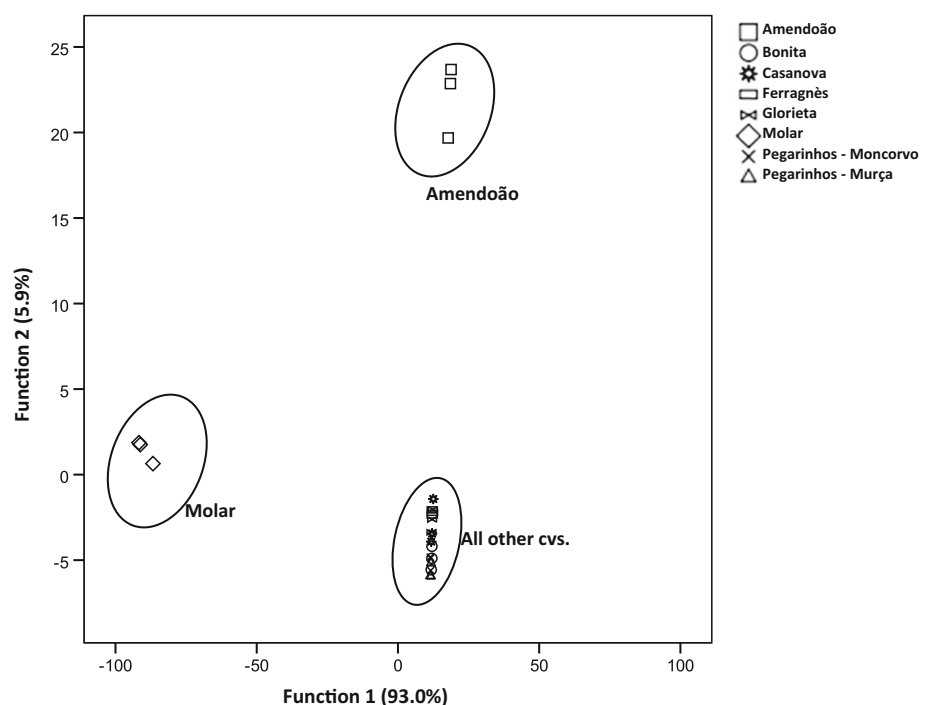 25
20
15
10
5
0
-5
-100
-50
0
50
100
Function 2 (5.9%)
Function 1 (93.0%)
Amendoão
Molar
All other cvs.
Amendoão
Bonita
Casanova
Ferragnès
Glorieta
Molar
Pegarinhos - Moncorvo
Pegarinhos - Murça